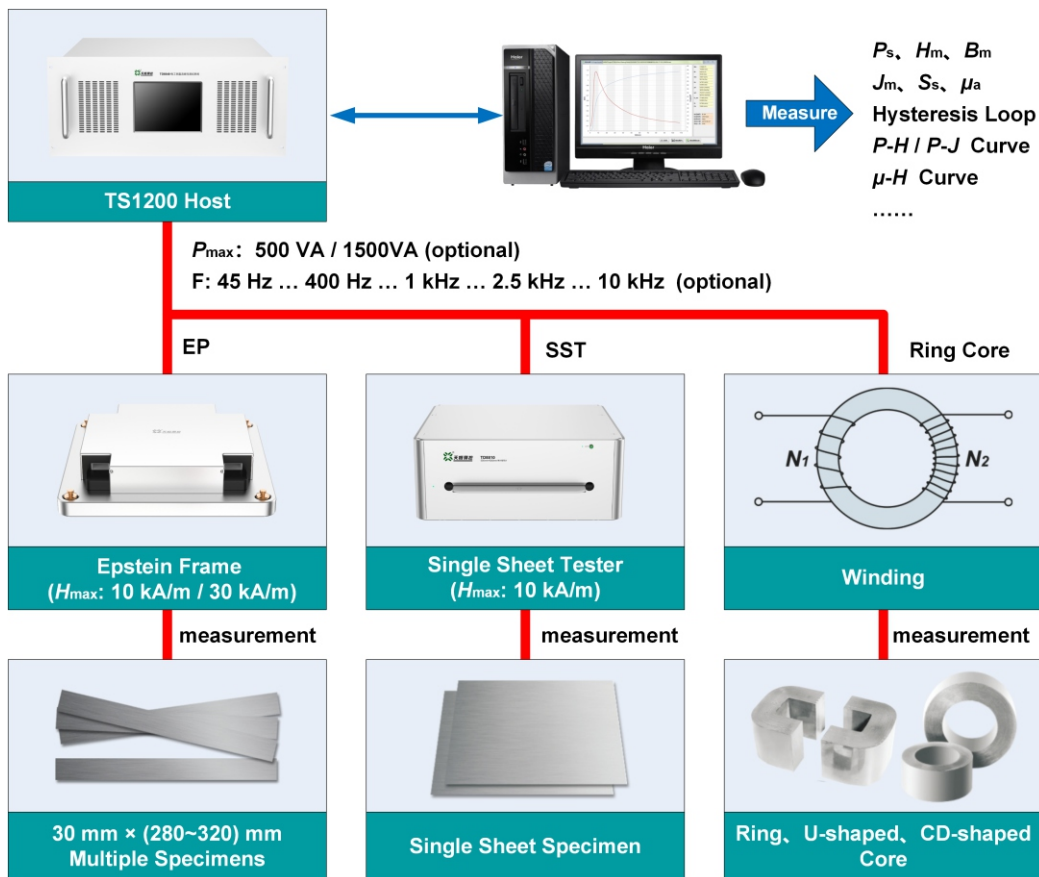 TS1200 Host
Haier
Measure
Ps、Hm、Bm
Jm、Ss、μa
Hysteresis Loop
P-H / P-J Curve
μ-H Curve
……
Pmax: 500 VA / 1500VA (optional)
F: 45 Hz … 400 Hz … 1 kHz … 2.5 kHz … 10 kHz (optional)
EP
SST
Ring Core
N1
N2
Epstein Frame
(Hmax: 10 kA/m / 30 kA/m)
Single Sheet Tester
(Hmax: 10 kA/m)
Winding
measurement
measurement
measurement
30 mm × (280~320) mm
Multiple Specimens
Single Sheet Specimen
Ring、U-shaped、CD-shaped
Core